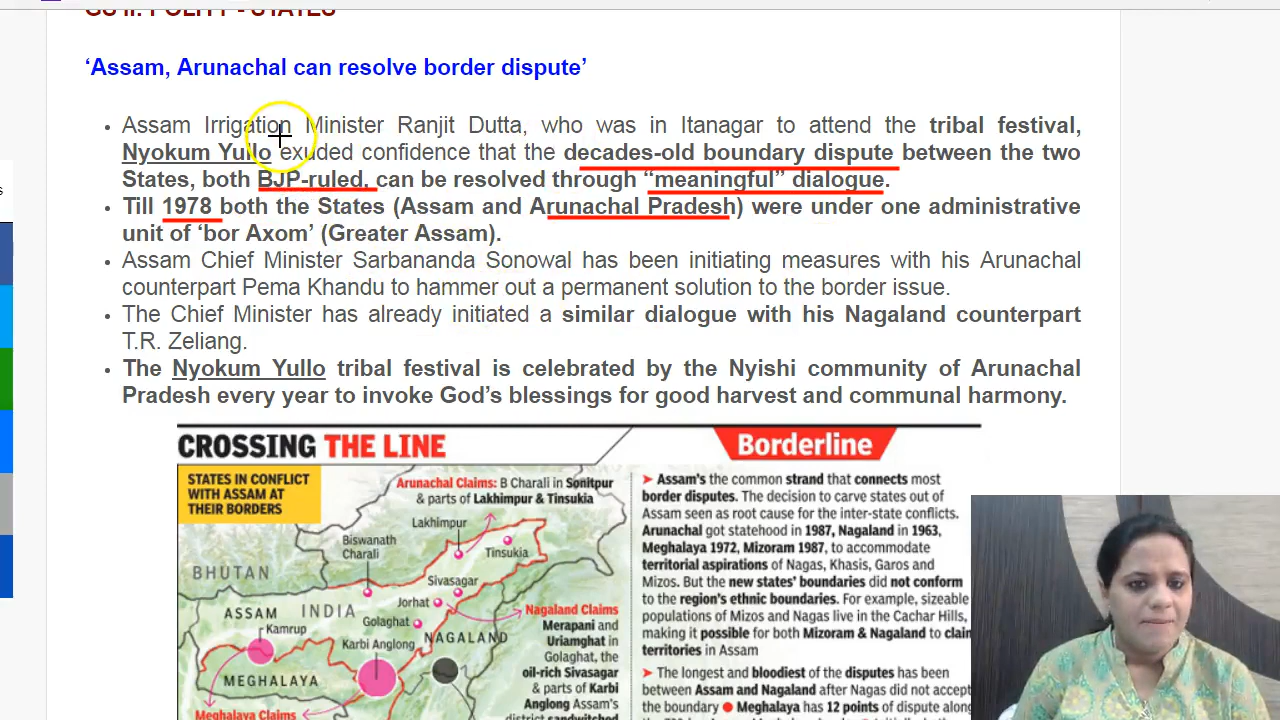 GS II: POLITY - STATES
‘Assam, Arunachal can resolve border dispute’
Assam Irrigation Minister Ranjit Dutta, who was in Itanagar to attend the tribal festival,
Nyokum Yullo exuded confidence that the decades-old boundary dispute between the two
States, both BJP-ruled, can be resolved through “meaningful” dialogue.
Till 1978 both the States (Assam and Arunachal Pradesh) were under one administrative
unit of ‘bor Axom’ (Greater Assam).
Assam Chief Minister Sarbananda Sonowal has been initiating measures with his Arunachal
counterpart Pema Khandu to hammer out a permanent solution to the border issue.
The Chief Minister has already initiated a similar dialogue with his Nagaland counterpart
T.R. Zeliang.
The Nyokum Yullo tribal festival is celebrated by the Nyishi community of Arunachal
Pradesh every year to invoke God’s blessings for good harvest and communal harmony.
CROSSING THE LINE
STATES IN CONFLICT
WITH ASSAM AT
THEIR BORDERS
Arunachal Claims: B Charali in Sonitpur
& parts of Lakhimpur & Tinsukia
Lakhimpur
Biswanath
Charali
Tinsukia
BHUTAN
Sivasagar
Jorhat
ASSAM INDIA
Golaghat
Nagaland Claims
Merapani and
Uriamghat in
Golaghat, the
oil-rich Sivasagar
& parts of Karbi
Anglong Assam's
district sandwiched
Kamrup
Karbi Anglong
NAGALAND
MEGHALAYA
Meghalaya Claims
Borderline
➤ Assam's the common strand that connects most
border disputes. The decision to carve states out of
Assam seen as root cause for the inter-state conflicts.
Arunachal got statehood in 1987, Nagaland in 1963,
Meghalaya 1972, Mizoram 1987, to accommodate
territorial aspirations of Nagas, Khasis, Garos and
Mizos. But the new states' boundaries did not conform
to the region's ethnic boundaries. For example, sizeable
populations of Mizos and Nagas live in the Cachar Hills,
making it possible for both Mizoram & Nagaland to claim
territories in Assam
➤ The longest and bloodiest of the disputes has been
between Assam and Nagaland after Nagas did not accept
the boundary ● Meghalaya has 12 points of dispute along